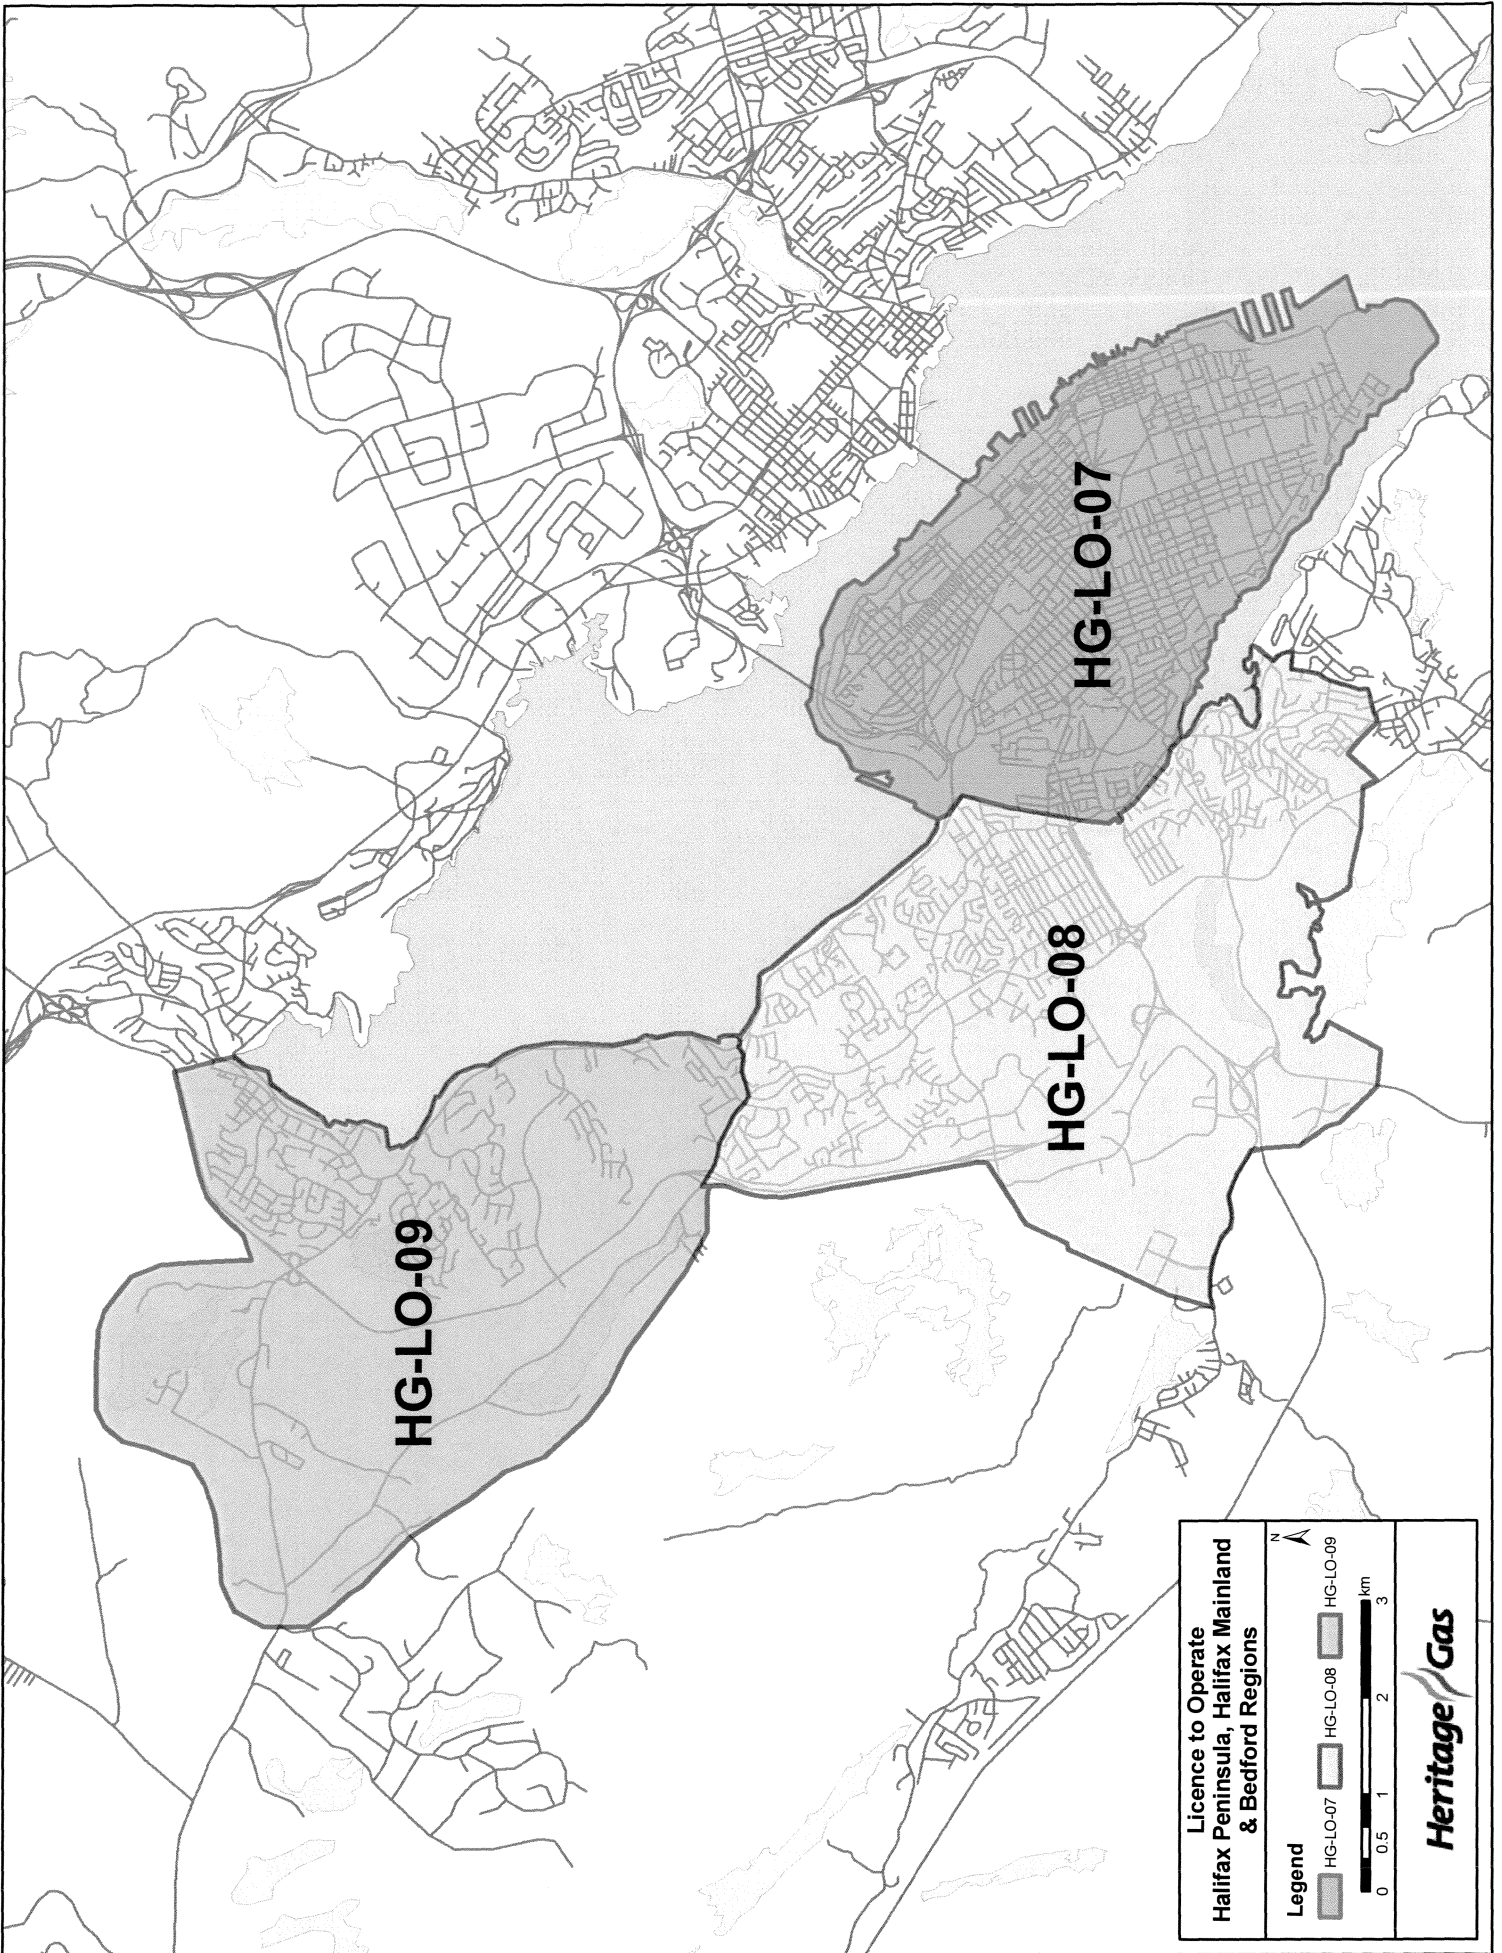 HG-LO-09
HG-LO-08
HG-LO-07
Licence to Operate
Halifax Peninsula, Halifax Mainland
& Bedford Regions
Legend
N
HG-LO-07
HG-LO-08
HG-LO-09
0 0.5 1 2 3 km
Heritage Gas